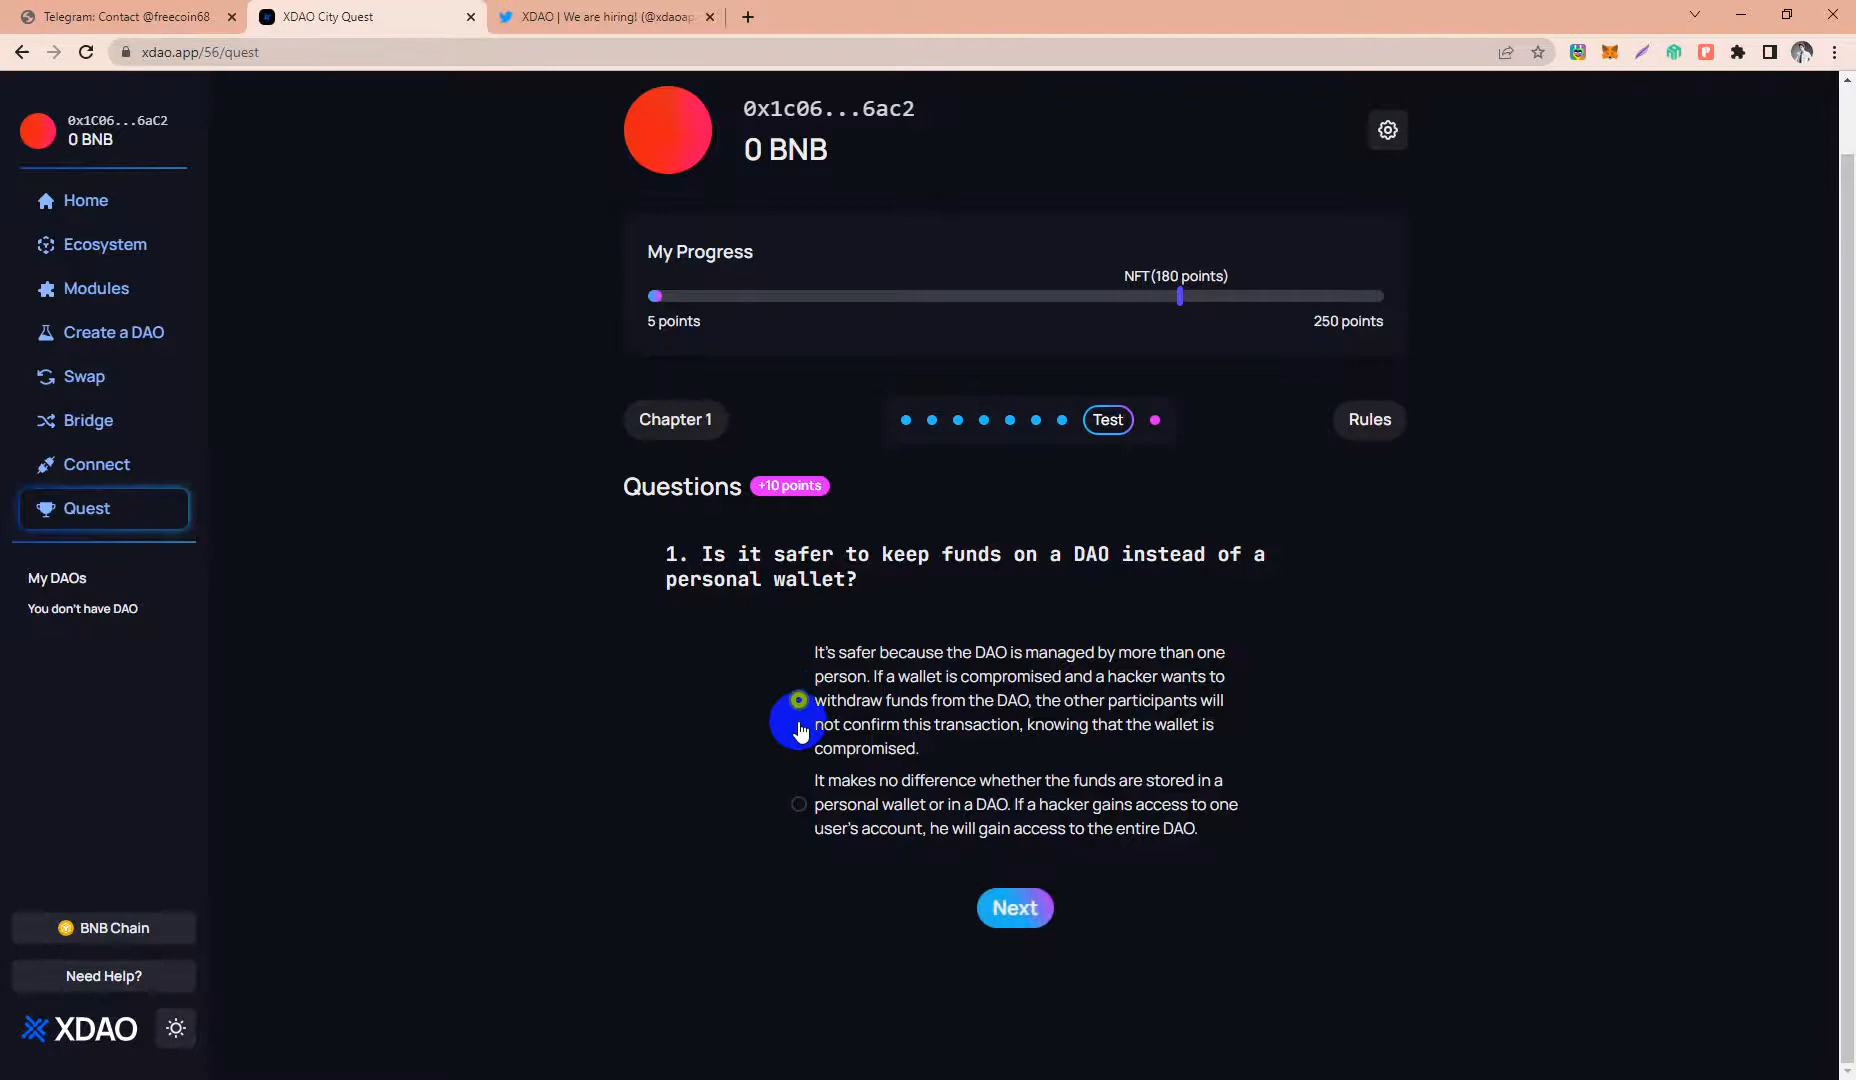 Telegram: Contact @freecoin68
XDAO City Quest
XDAO | We are hiring! (@xdaoap
xdao.app/56/quest
0x1C06...6aC2
0 BNB
Home
Ecosystem
Modules
Create a DAO
Swap
Bridge
Connect
Quest
My DAOs
You don't have DAO
BNB Chain
Need Help?
XDAO
0x1c06...6ac2
0 BNB
My Progress
NFT(180 points)
5 points
250 points
Chapter 1
Test
Rules
Questions
+10 points
1. Is it safer to keep funds on a DAO instead of a
personal wallet?
It's safer because the DAO is managed by more than one
person. If a wallet is compromised and a hacker wants to
withdraw funds from the DAO, the other participants will
not confirm this transaction, knowing that the wallet is
compromised.
It makes no difference whether the funds are stored in a
personal wallet or in a DAO. If a hacker gains access to one
user's account, he will gain access to the entire DAO.
Next